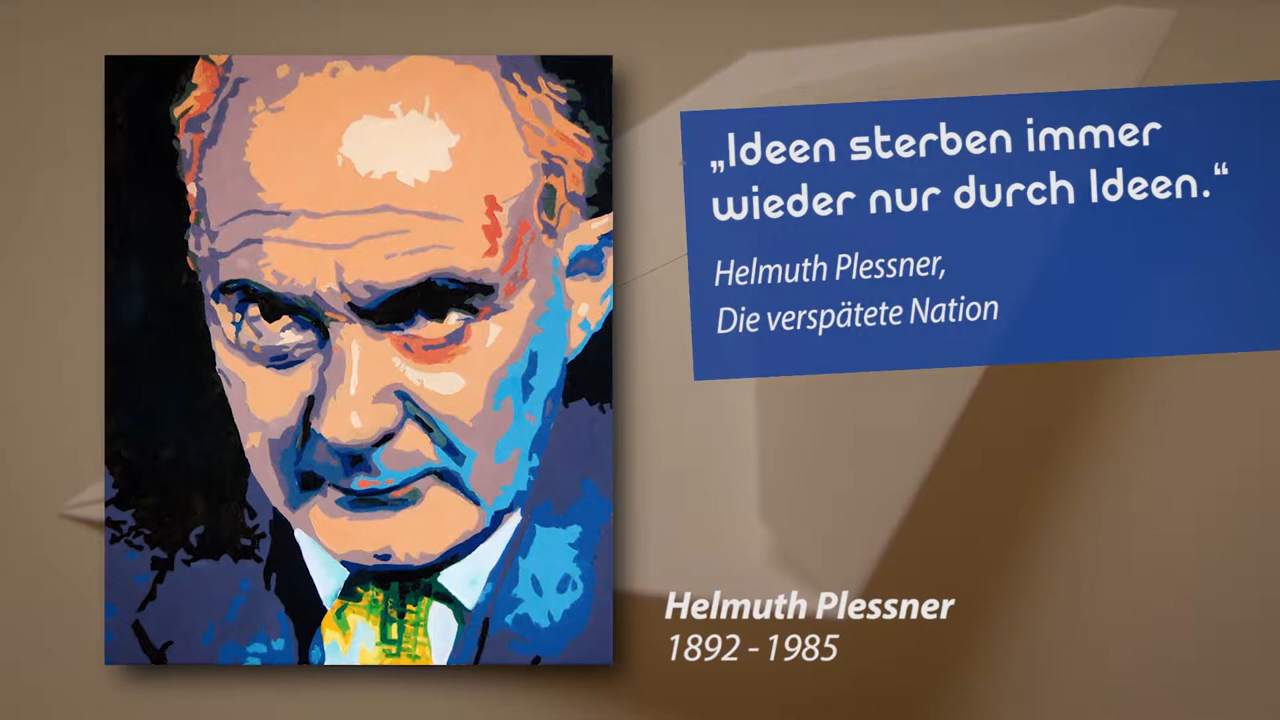 „Ideen sterben immer
wieder nur durch Ideen.“
Helmuth Plessner,
Die verspätete Nation
Helmuth Plessner
1892 - 1985